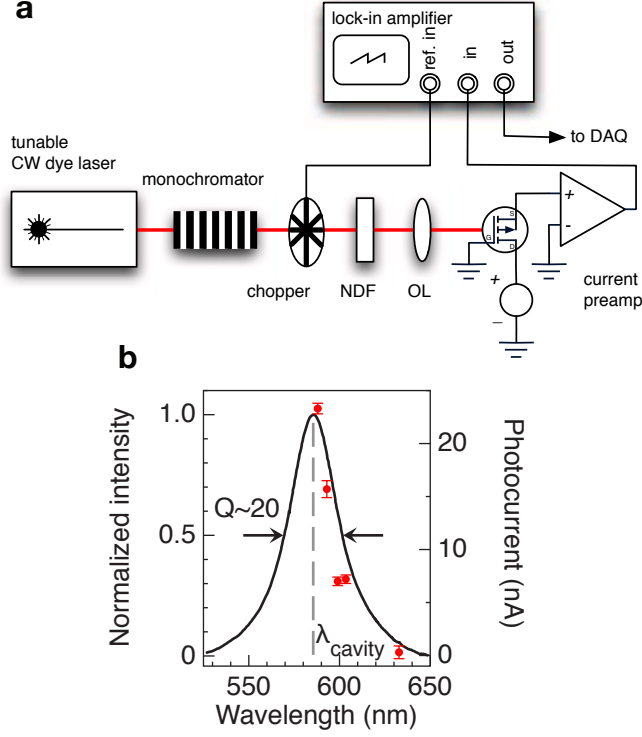 a
lock-in amplifier
ref. in
in
out
to DAQ
tunable
CW dye laser
monochromator
chopper
NDF
OL
G
S
D
+
-
+
–
current
preamp
b
Normalized intensity
1.0
0.5
0
Q~20
λcavity
20
10
0
Photocurrent (nA)
550
600
650
Wavelength (nm)